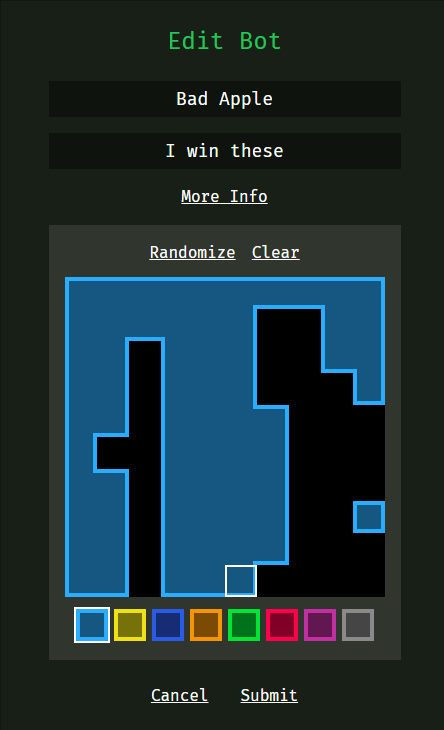 Edit Bot
Bad Apple
I win these
More Info
Randomize Clear
Cancel Submit